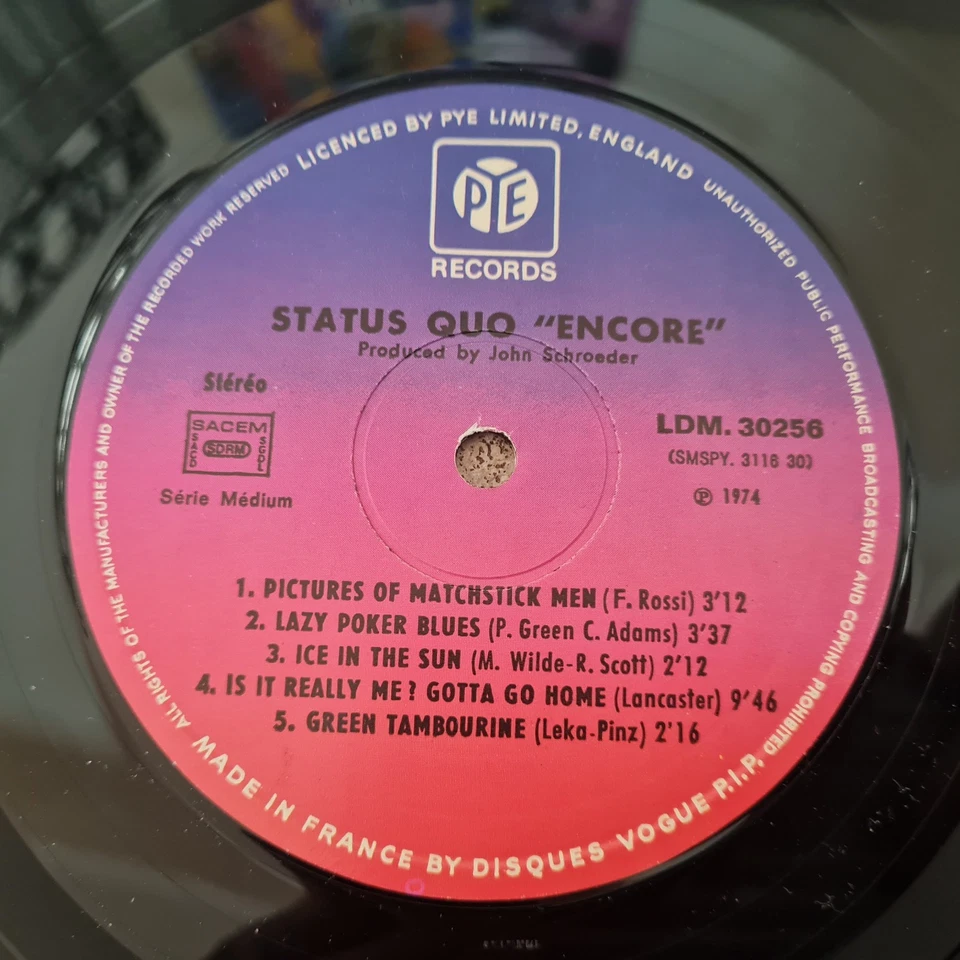 ALL RIGHTS OF THE MANUFACTURERS AND OWNER OF THE RECORDED WORK RESERVED LICENCED BY PYE LIMITED, ENGLAND UNAUTHORIZED PUBLIC PERFORMANCE BROADCASTING AND COPYING PROHIBITED
PYE
RECORDS
STATUS QUO "ENCORE"
Produced by John Schroeder
Stéréo
SACEM
SACD
SDRM
SGDL
Série Médium
LDM. 30256
(SMSPY. 3116 30)
℗ 1974
1. PICTURES OF MATCHSTICK MEN (F. Rossi) 3'12
2. LAZY POKER BLUES (P. Green C. Adams) 3'37
3. ICE IN THE SUN (M. Wilde-R. Scott) 2'12
4. IS IT REALLY ME? GOTTA GO HOME (Lancaster) 9'46
5. GREEN TAMBOURINE (Leka-Pinz) 2'16
MADE IN FRANCE BY DISQUES VOGUE P.I.P.